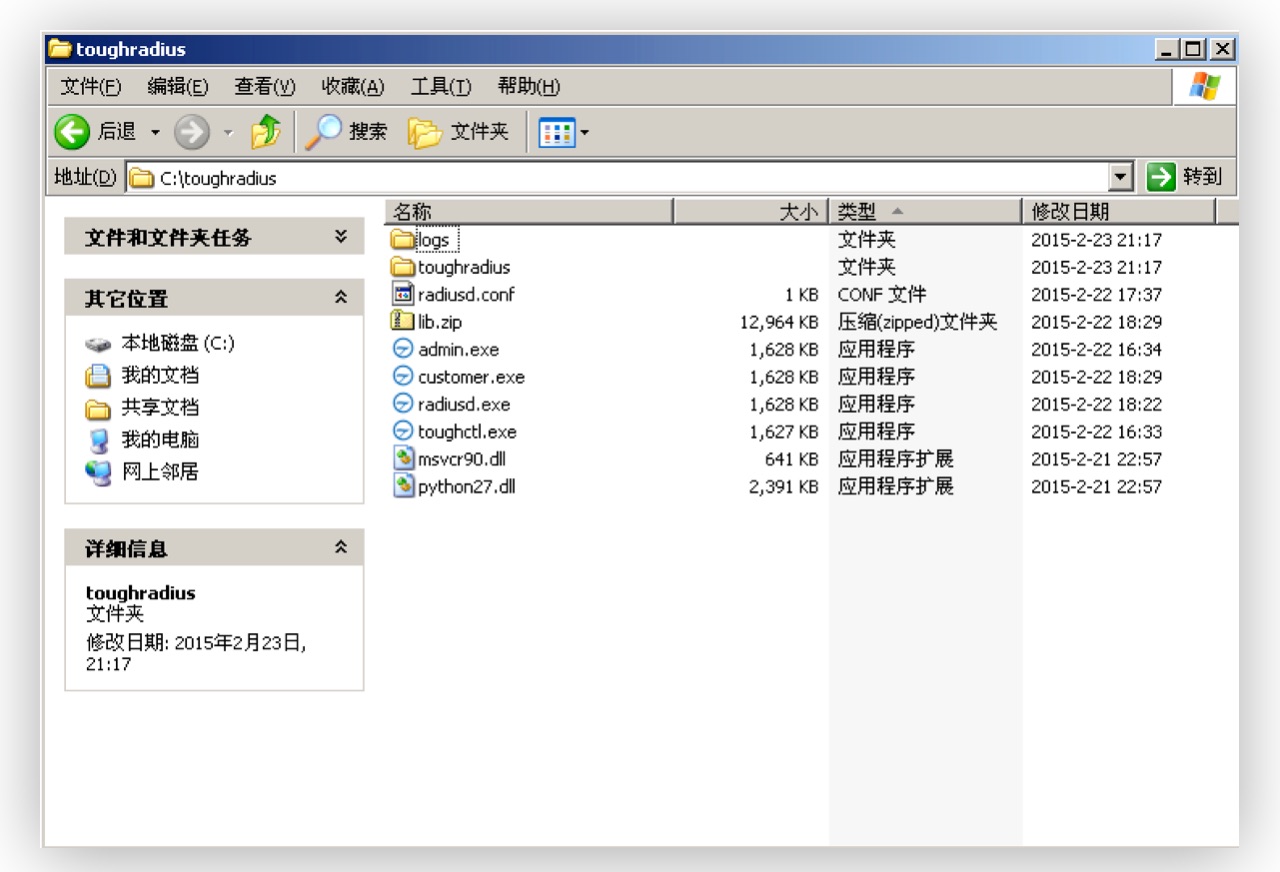 toughradius
文件(F) 编辑(E) 查看(V) 收藏(A) 工具(T) 帮助(H)
后退 搜索 文件夹
地址(D) C:\toughradius 转到
文件和文件夹任务
其它位置
本地磁盘 (C:)
我的文档
共享文档
我的电脑
网上邻居
详细信息
toughradius
文件夹
修改日期: 2015年2月23日,
21:17
名称 大小 类型 修改日期
logs 文件夹 2015-2-23 21:17
toughradius 文件夹 2015-2-23 21:17
radiusd.conf 1 KB CONF 文件 2015-2-22 17:37
lib.zip 12,964 KB 压缩(zipped)文件夹 2015-2-22 18:29
admin.exe 1,628 KB 应用程序 2015-2-22 16:34
customer.exe 1,628 KB 应用程序 2015-2-22 18:29
radiusd.exe 1,628 KB 应用程序 2015-2-22 18:22
toughctl.exe 1,627 KB 应用程序 2015-2-22 16:33
msvcr90.dll 641 KB 应用程序扩展 2015-2-21 22:57
python27.dll 2,391 KB 应用程序扩展 2015-2-21 22:57